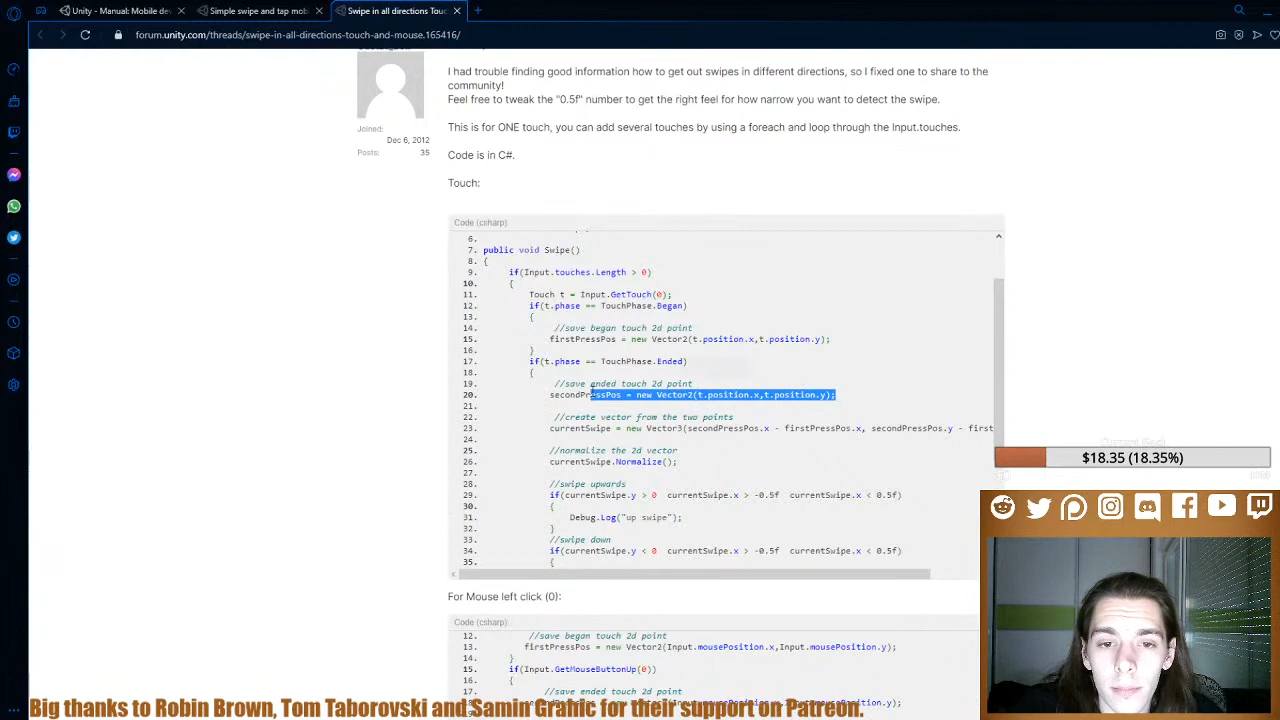 Unity - Manual: Mobile dev
Simple swipe and tap mob
Swipe in all directions Touc
forum.unity.com/threads/swipe-in-all-directions-touch-and-mouse.165416/
I had trouble finding good information how to get out swipes in different directions, so I fixed one to share to the
community!
Feel free to tweak the "0.5f" number to get the right feel for how narrow you want to detect the swipe.
Joined:
Dec 6, 2012
Posts:
35
This is for ONE touch, you can add several touches by using a foreach and loop through the Input.touches.
Code is in C#.
Touch:
Code (csharp)
6.
7. public void Swipe()
8. {
9. if(Input.touches.Length > 0)
10. {
11. Touch t = Input.GetTouch(0);
12. if(t.phase == TouchPhase.Began)
13. {
14. //save began touch 2d point
15. firstPressPos = new Vector2(t.position.x,t.position.y);
16. }
17. if(t.phase == TouchPhase.Ended)
18. {
19. //save ended touch 2d point
20. secondPressPos = new Vector2(t.position.x,t.position.y);
21.
22. //create vector from the two points
23. currentSwipe = new Vector3(secondPressPos.x - firstPressPos.x, secondPressPos.y - first
24.
25. //normalize the 2d vector
26. currentSwipe.Normalize();
27.
28. //swipe upwards
29. if(currentSwipe.y > 0 currentSwipe.x > -0.5f currentSwipe.x < 0.5f)
30. {
31. Debug.Log("up swipe");
32. }
33. //swipe down
34. if(currentSwipe.y < 0 currentSwipe.x > -0.5f currentSwipe.x < 0.5f)
35. {
$18.35 (18.35%)
For Mouse left click (0):
Code (csharp)
12. //save began touch 2d point
13. firstPressPos = new Vector2(Input.mousePosition.x,Input.mousePosition.y);
14. }
15. if(Input.GetMouseButtonUp(0))
16. {
17. //save ended touch 2d point
Big thanks to Robin Brown, Tom Taborovski and Samin Granic for their support on Patreon.